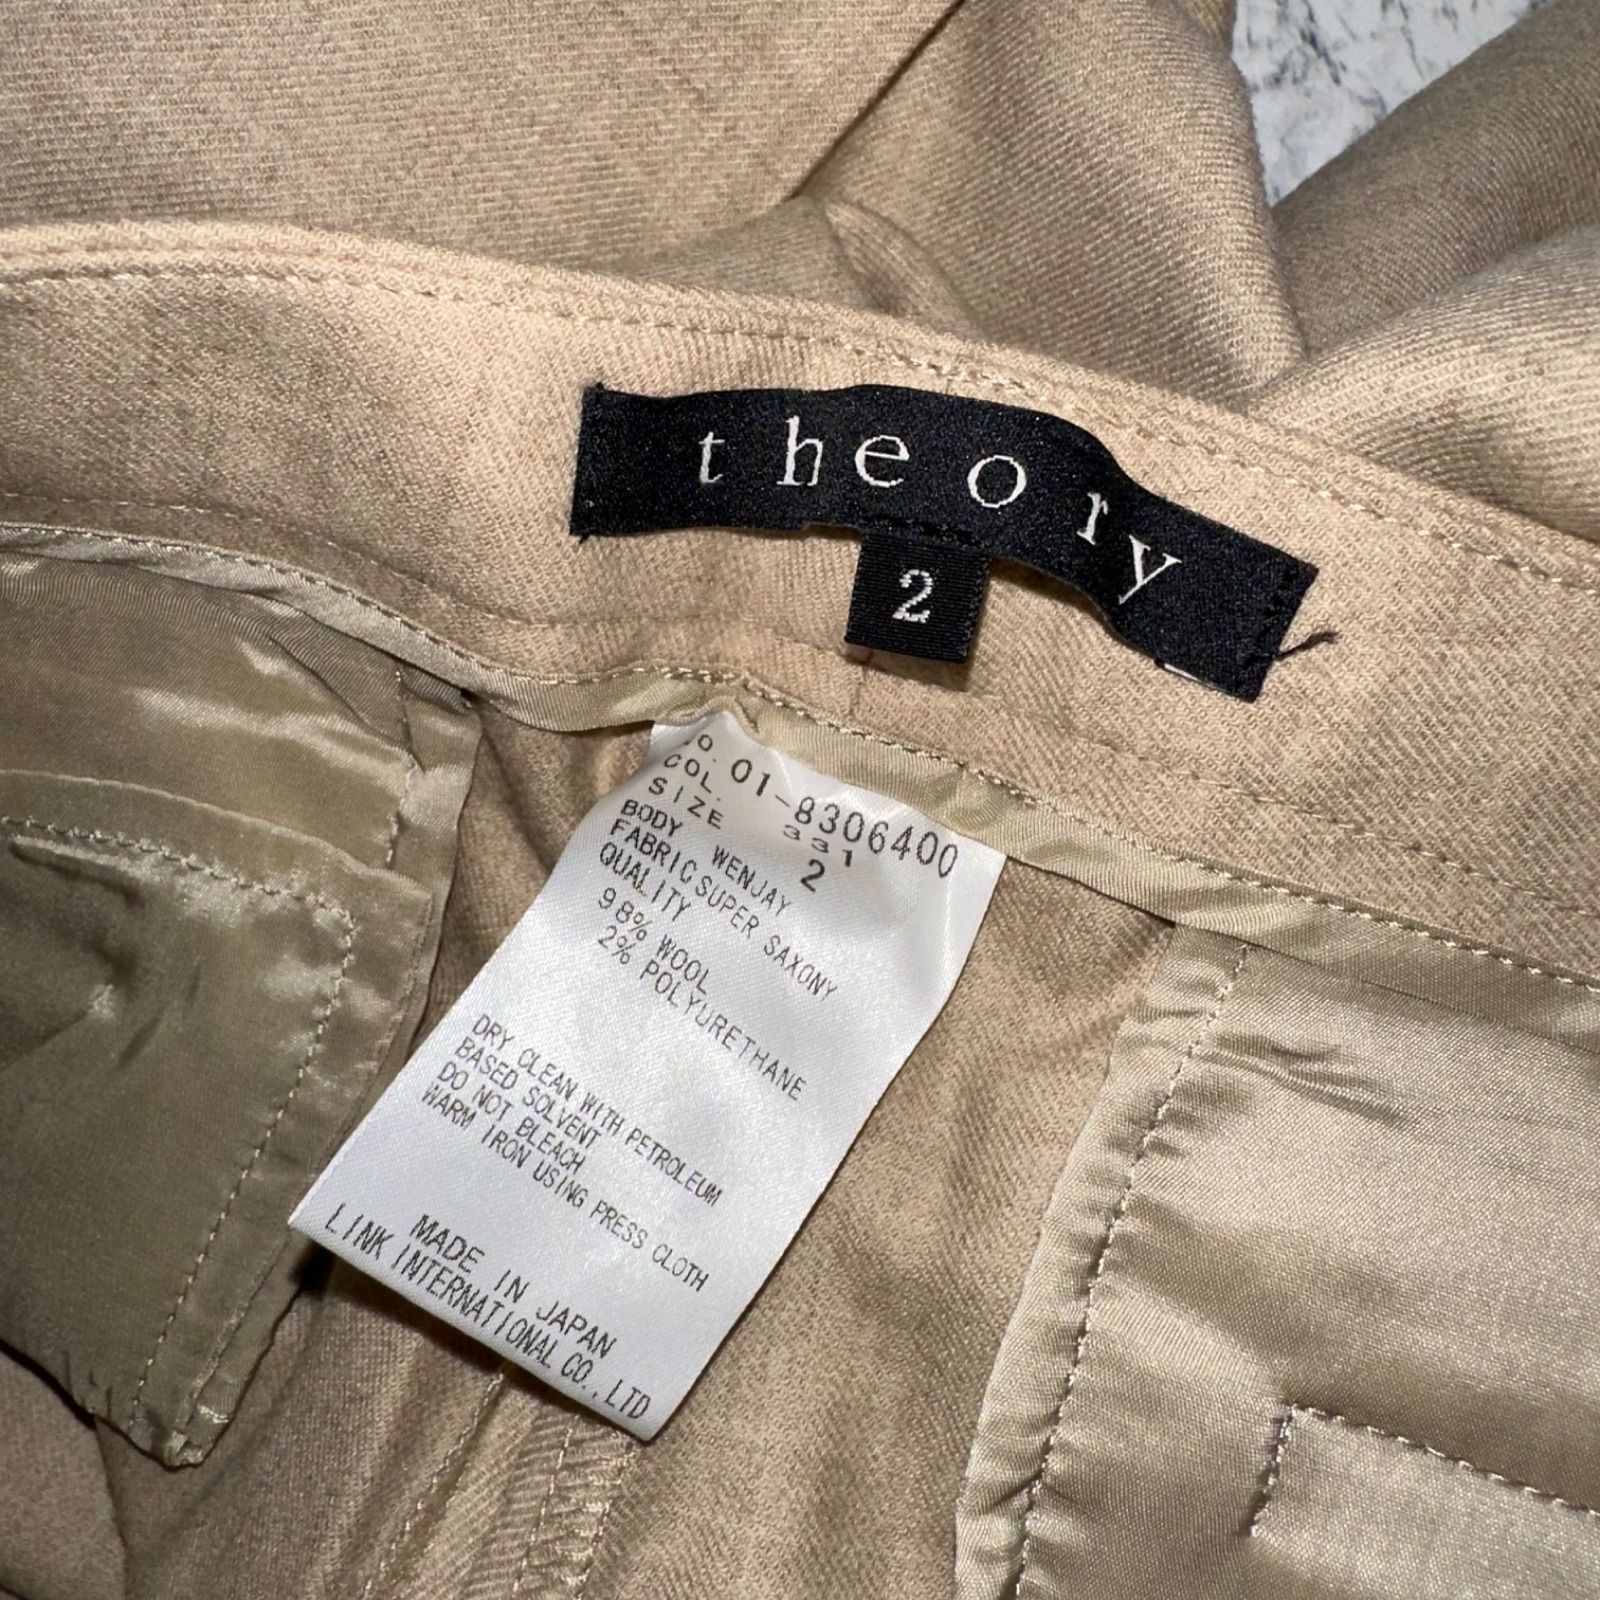 theory
2
NO. 01-8306400
COL. 331
SIZE 2
BODY WENJAY
FABRIC SUPER SAXONY
QUALITY
98% WOOL
2% POLYURETHANE
DRY CLEAN WITH PETROLEUM
BASED SOLVENT
DO NOT BLEACH
WARM IRON USING PRESS CLOTH
MADE IN JAPAN
LINK INTERNATIONAL CO., LTD